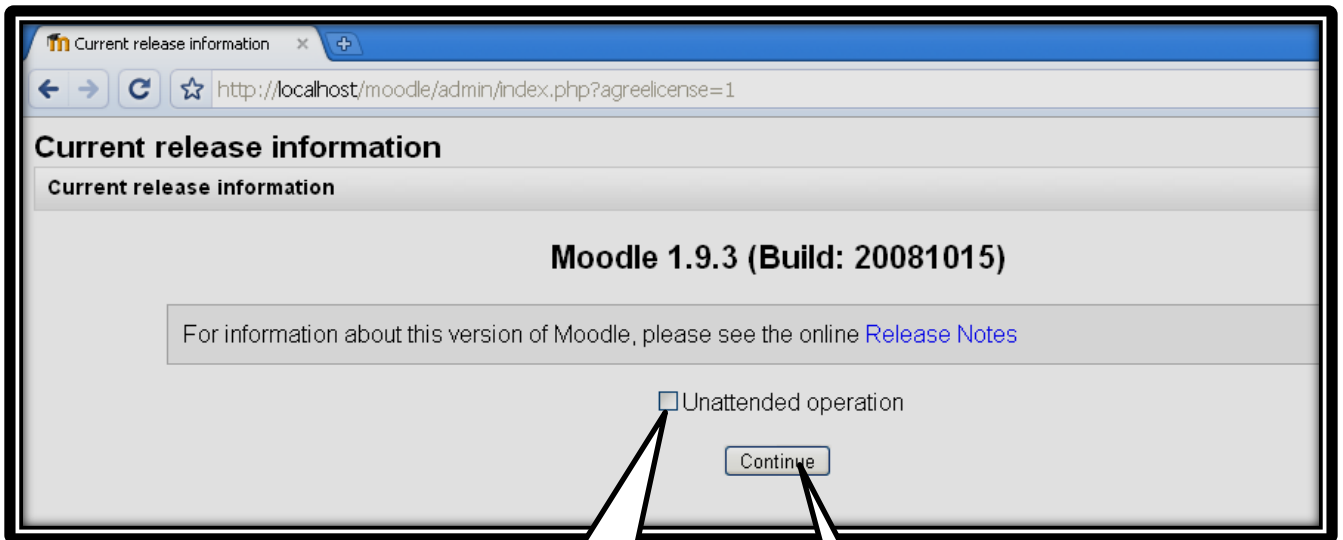 Current release information
http://localhost/moodle/admin/index.php?agreelicense=1
Current release information
Current release information
Moodle 1.9.3 (Build: 20081015)
For information about this version of Moodle, please see the online Release Notes
Unattended operation
Continue